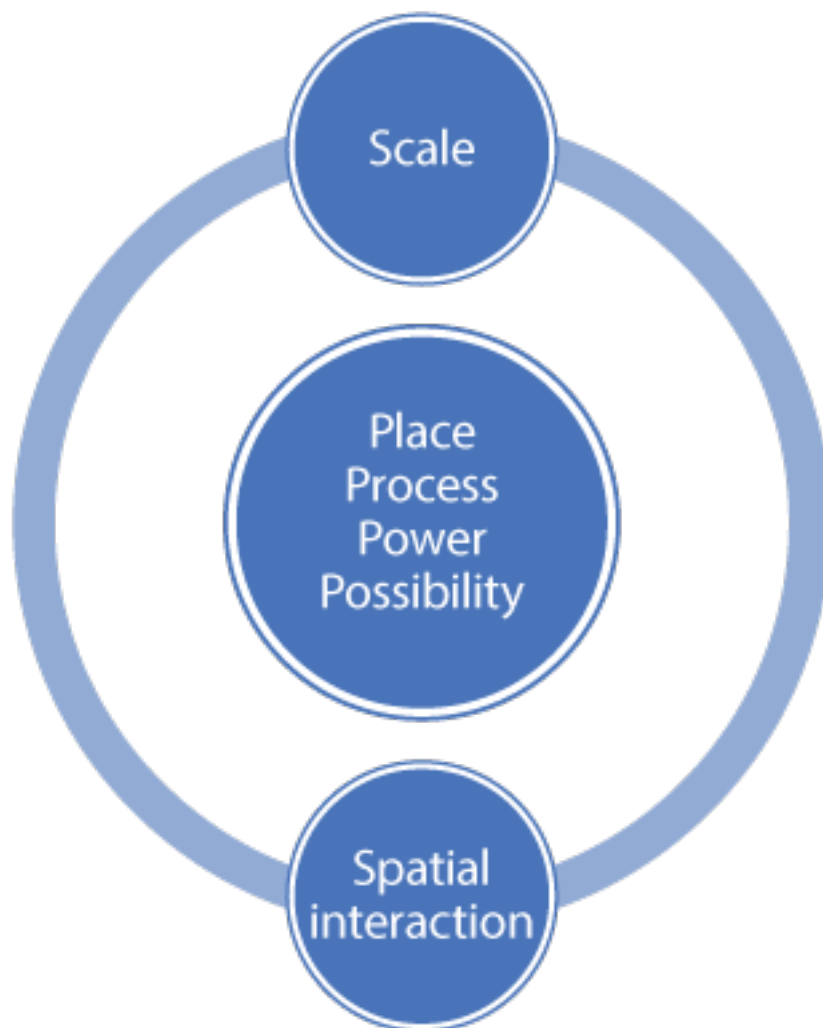 Scale
Place
Process
Power
Possibility
Spatial
interaction